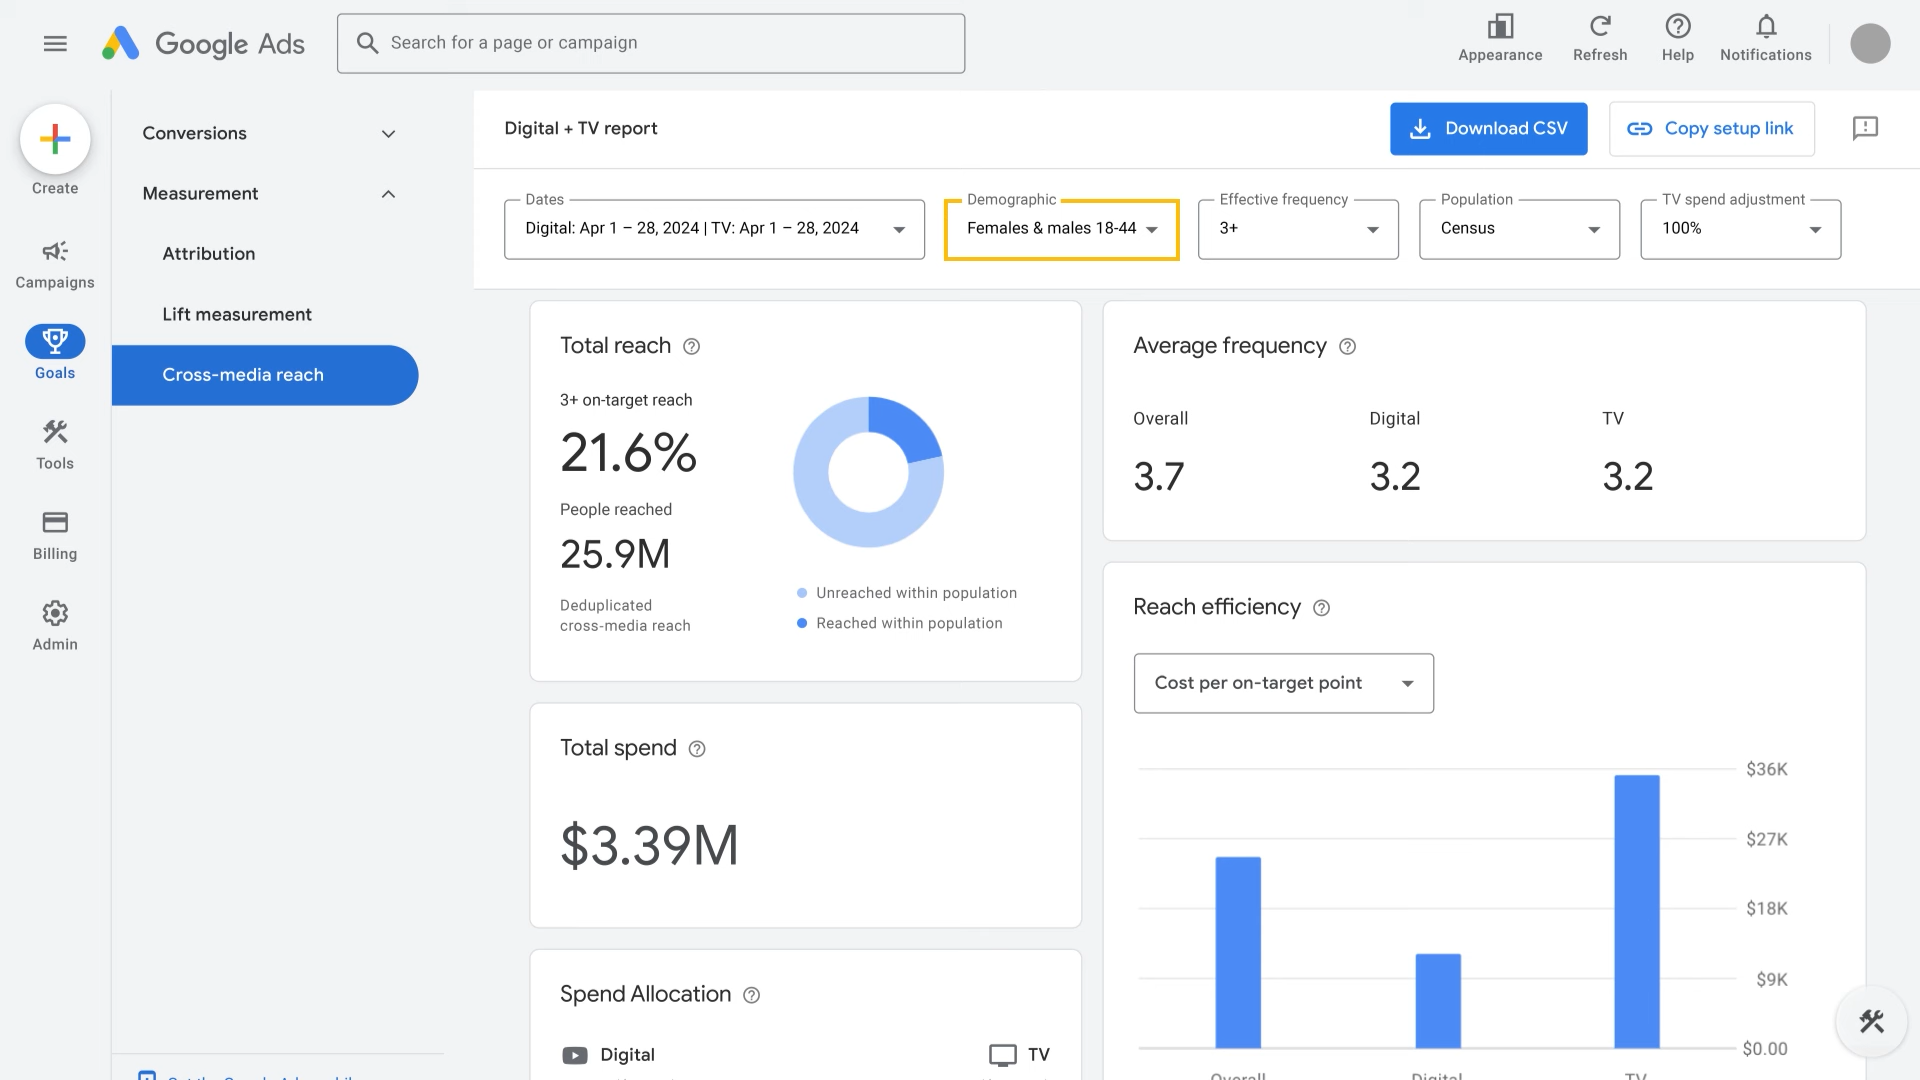 Google Ads
Search for a page or campaign
Appearance
Refresh
Help
Notifications
Create
Campaigns
Goals
Tools
Billing
Admin
Conversions
Measurement
Attribution
Lift measurement
Cross-media reach
Digital + TV report
Download CSV
Copy setup link
Dates
Digital: Apr 1 – 28, 2024 | TV: Apr 1 – 28, 2024
Demographic
Females & males 18-44
Effective frequency
3+
Population
Census
TV spend adjustment
100%
Total reach
3+ on-target reach
21.6%
People reached
25.9M
Deduplicated
cross-media reach
Unreached within population
Reached within population
Total spend
$3.39M
Spend Allocation
Digital
TV
Average frequency
Overall
Digital
TV
3.7
3.2
3.2
Reach efficiency
Cost per on-target point
$36K
$27K
$18K
$9K
$0.00
Overall
Digital
TV